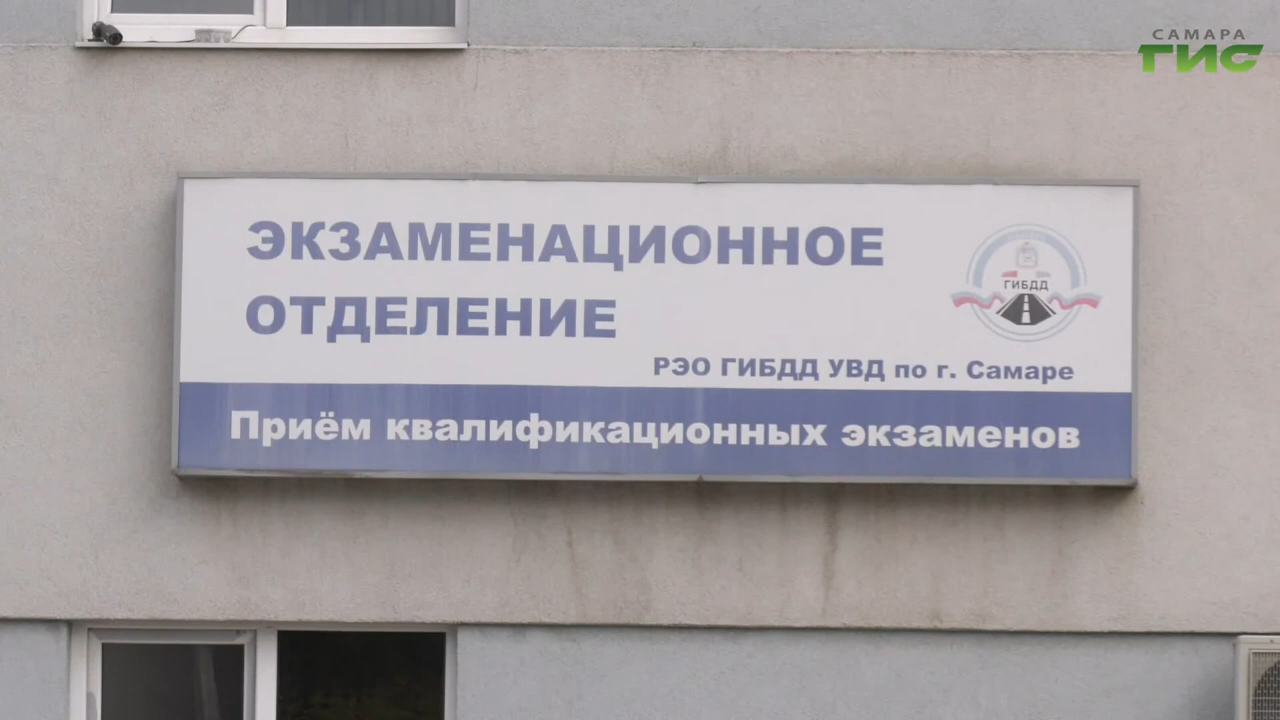 САМАРА
ГИС
ЭКЗАМЕНАЦИОННОЕ
ОТДЕЛЕНИЕ
ГИБДД
РЭО ГИБДД УВД по г. Самаре
Приём квалификационных экзаменов